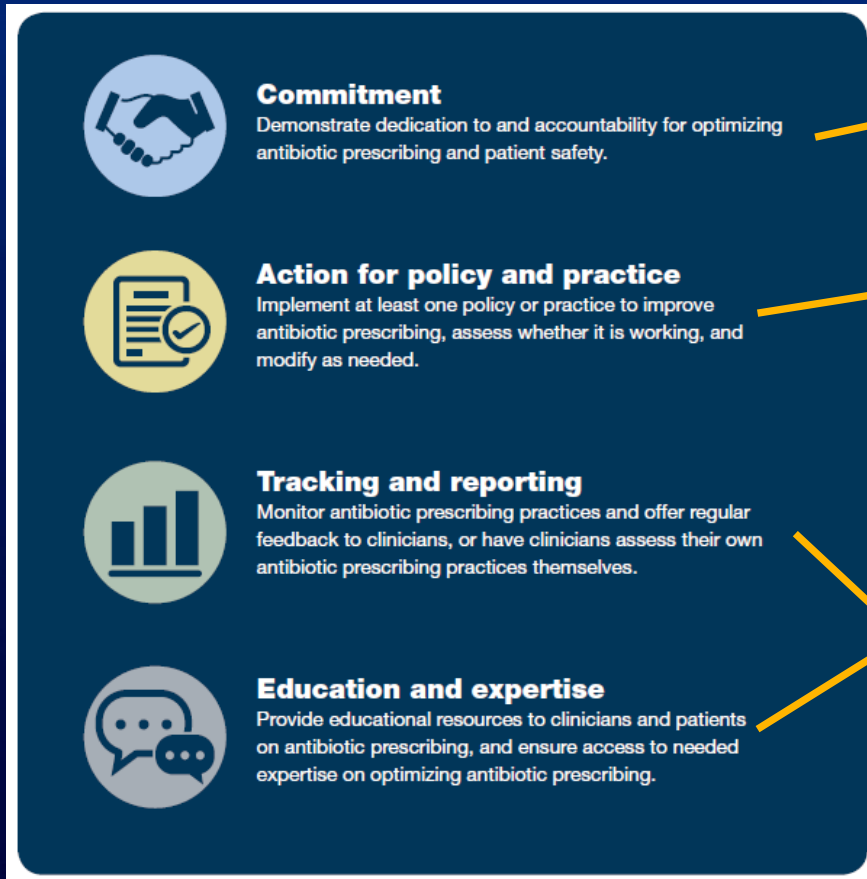 Commitment
Demonstrate dedication to and accountability for optimizing
antibiotic prescribing and patient safety.
Action for policy and practice
Implement at least one policy or practice to improve
antibiotic prescribing, assess whether it is working, and
modify as needed.
Tracking and reporting
Monitor antibiotic prescribing practices and offer regular
feedback to clinicians, or have clinicians assess their own
antibiotic prescribing practices themselves.
Education and expertise
Provide educational resources to clinicians and patients
on antibiotic prescribing, and ensure access to needed
expertise on optimizing antibiotic prescribing.